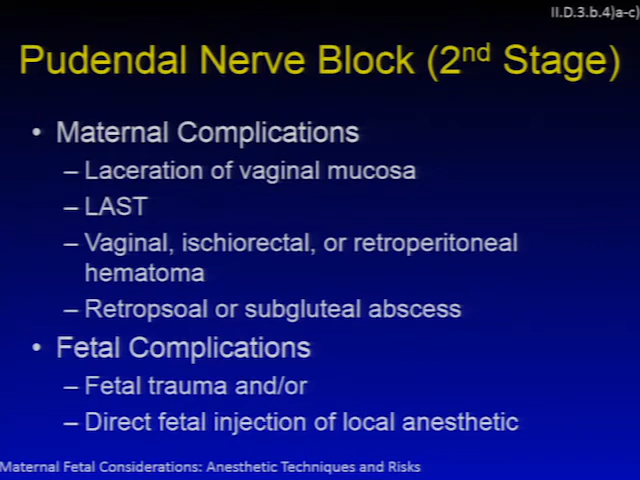 II.D.3.b.4)a-c)
Pudendal Nerve Block (2nd Stage)
• Maternal Complications
– Laceration of vaginal mucosa
– LAST
– Vaginal, ischiorectal, or retroperitoneal
hematoma
– Retropsoal or subgluteal abscess
• Fetal Complications
– Fetal trauma and/or
– Direct fetal injection of local anesthetic
Maternal Fetal Considerations: Anesthetic Techniques and Risks